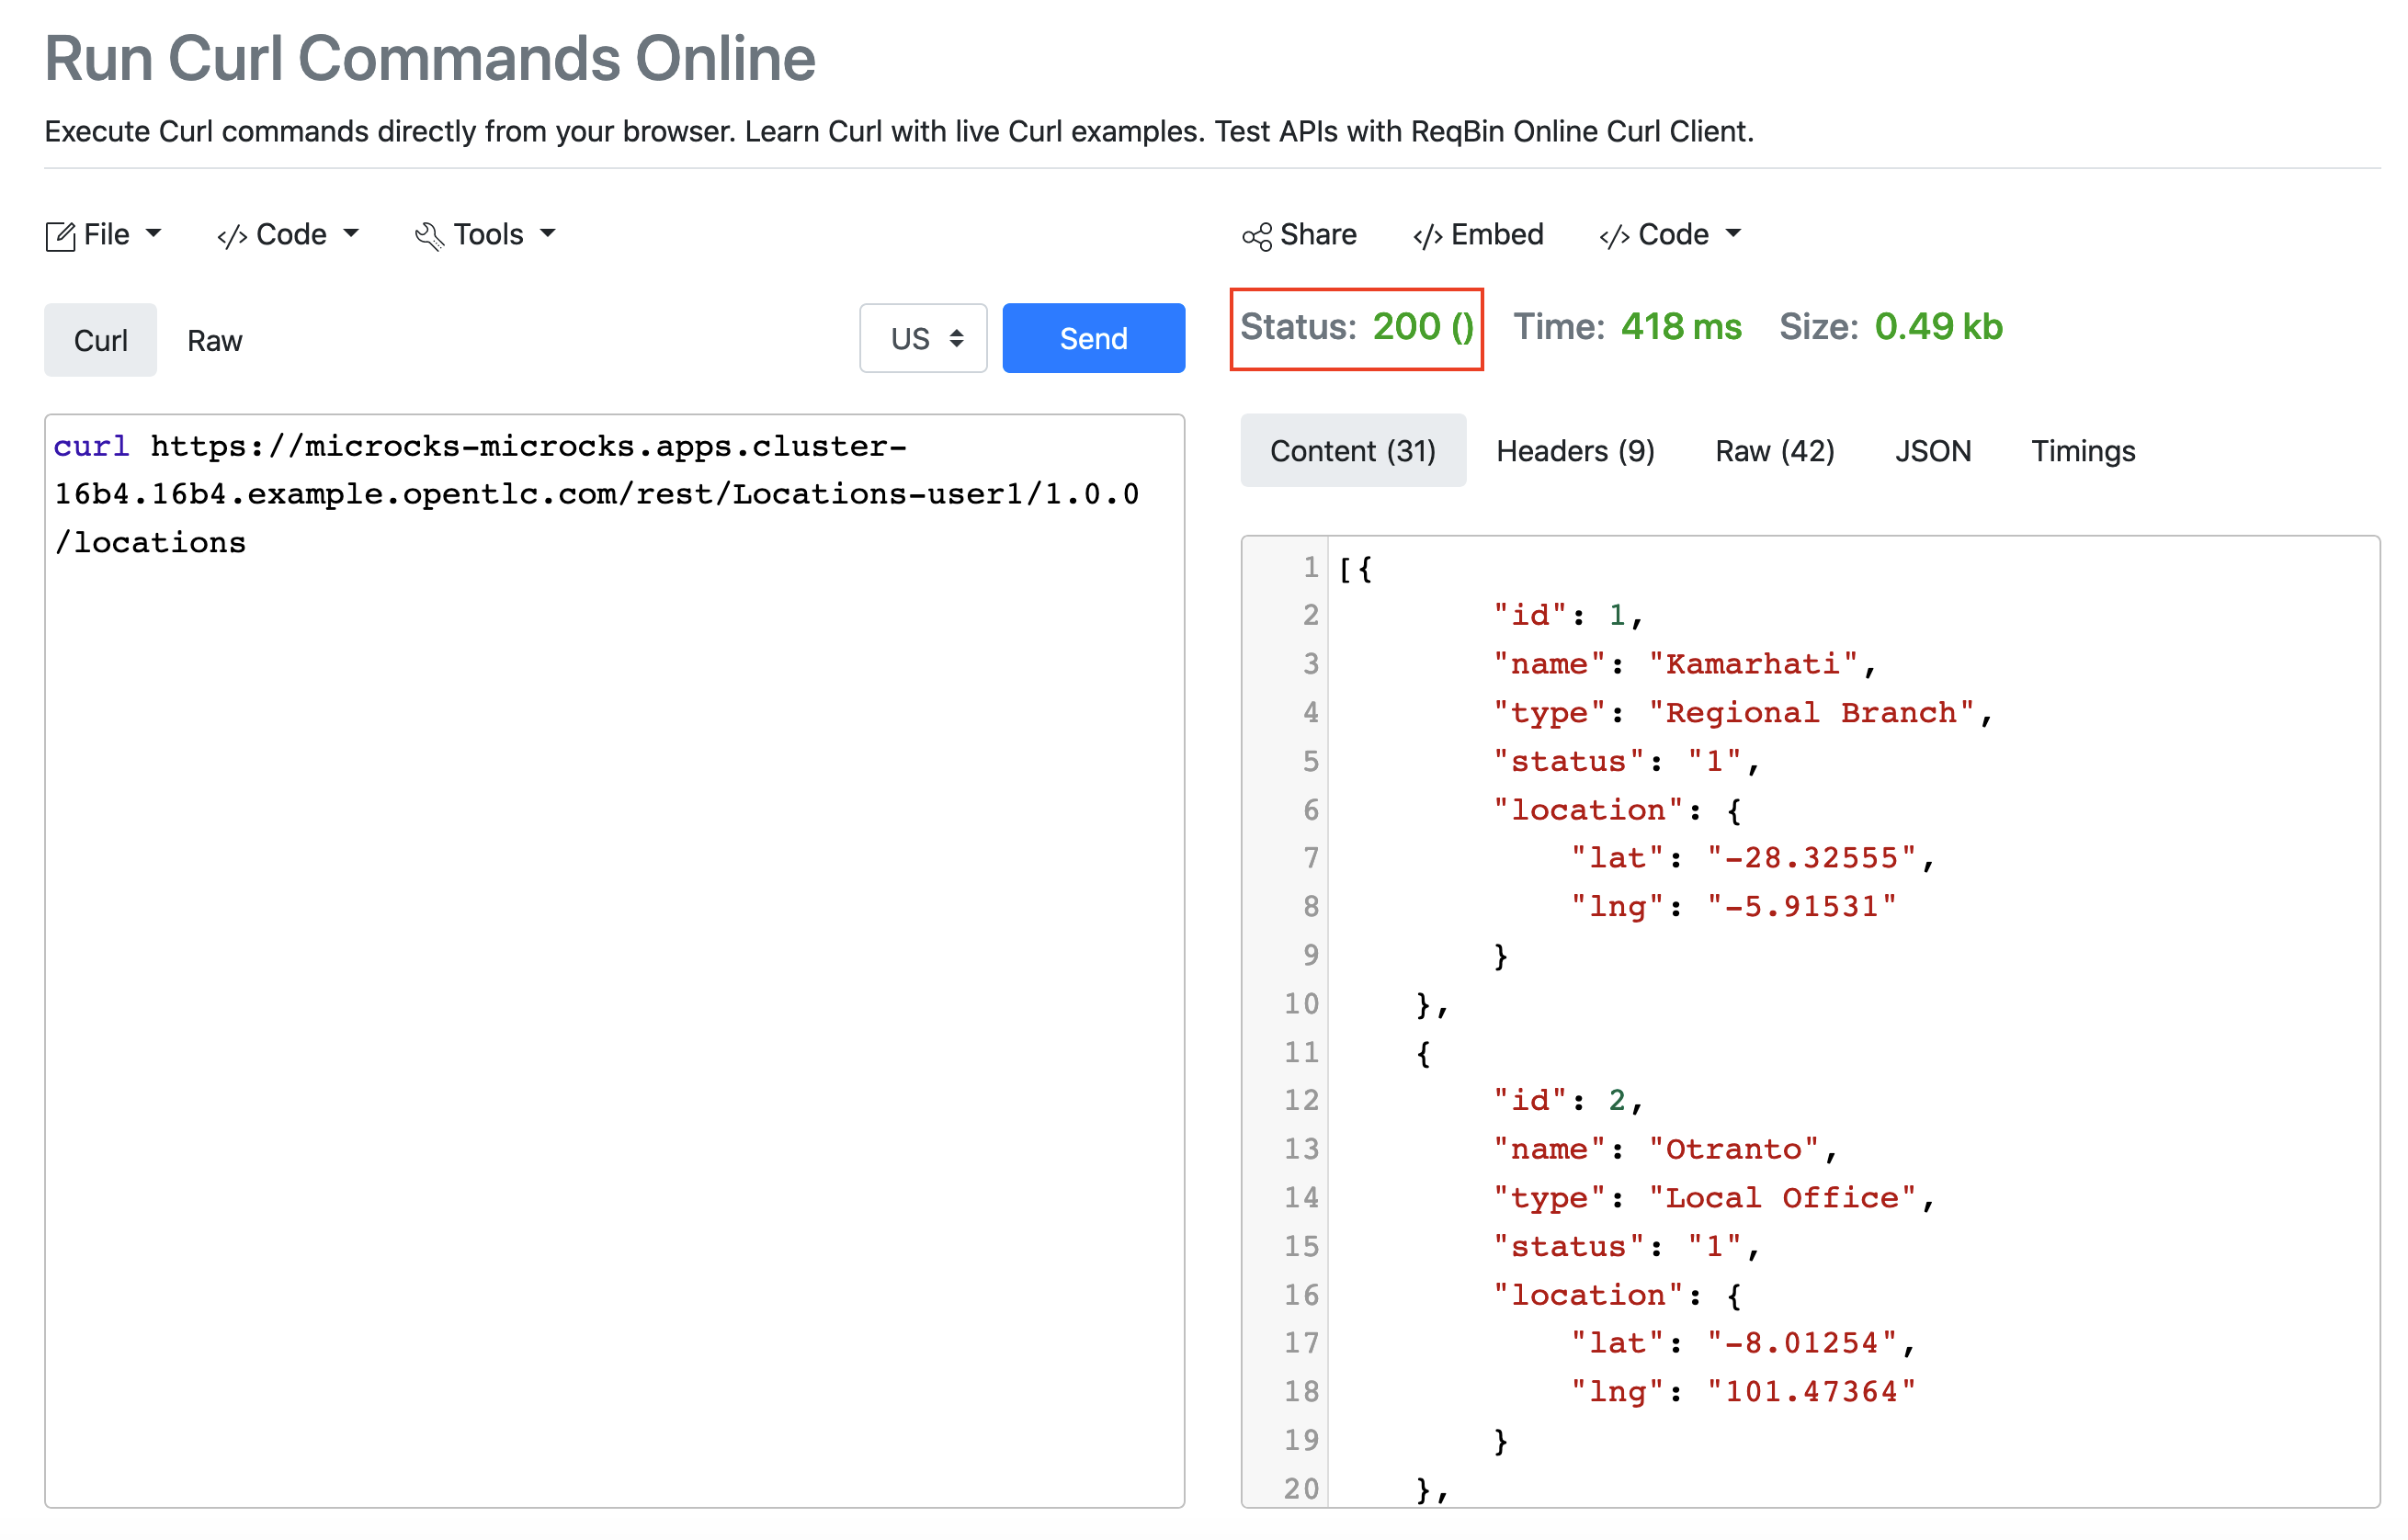 Run Curl Commands Online
Execute Curl commands directly from your browser. Learn Curl with live Curl examples. Test APIs with ReqBin Online Curl Client.
File </> Code Tools
Share </> Embed </> Code
Curl Raw US Send
Status: 200 () Time: 418 ms Size: 0.49 kb
curl https://microcks-microcks.apps.cluster-
16b4.16b4.example.opentlc.com/rest/Locations-user1/1.0.0
/locations
Content (31) Headers (9) Raw (42) JSON Timings
1 [{
2 "id": 1,
3 "name": "Kamarhati",
4 "type": "Regional Branch",
5 "status": "1",
6 "location": {
7 "lat": "-28.32555",
8 "lng": "-5.91531"
9 }
10 },
11 {
12 "id": 2,
13 "name": "Otranto",
14 "type": "Local Office",
15 "status": "1",
16 "location": {
17 "lat": "-8.01254",
18 "lng": "101.47364"
19 }
20 },